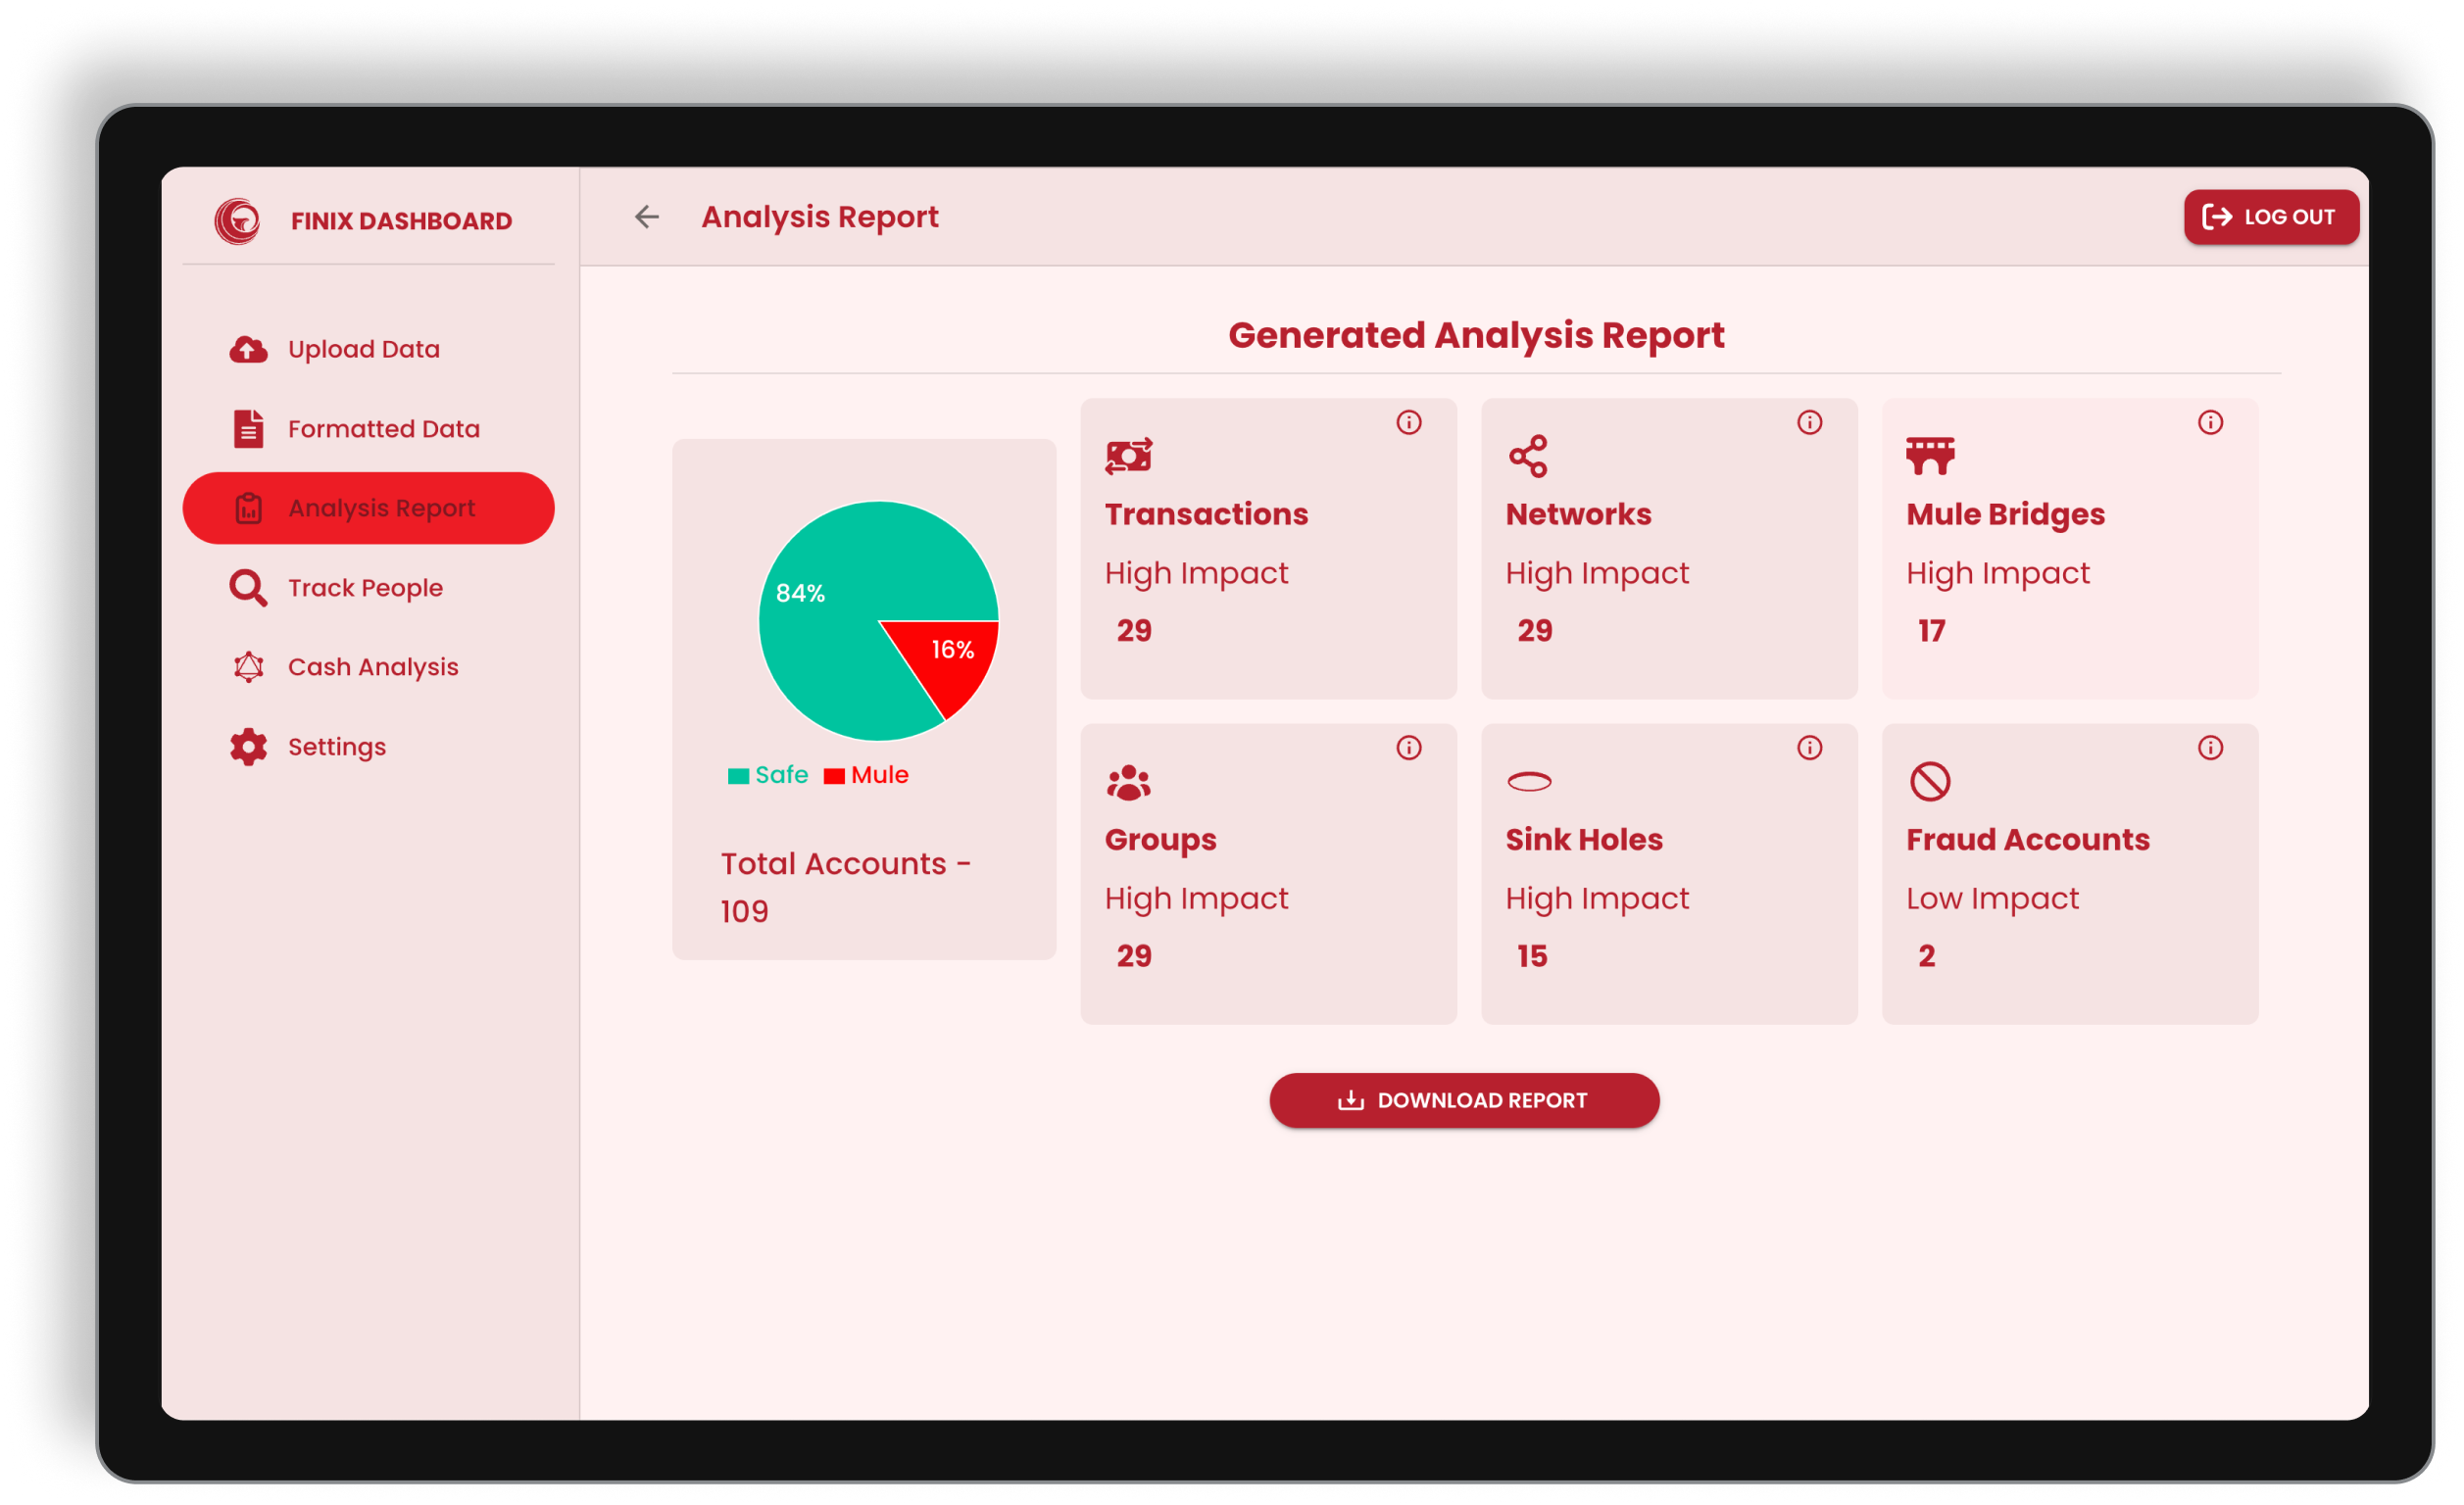 FINIX DASHBOARD
Upload Data
Formatted Data
Analysis Report
Track People
Cash Analysis
Settings
Analysis Report
LOG OUT
Generated Analysis Report
84%
16%
Safe
Mule
Total Accounts -
109
Transactions
High Impact
29
Networks
High Impact
29
Mule Bridges
High Impact
17
Groups
High Impact
29
Sink Holes
High Impact
15
Fraud Accounts
Low Impact
2
DOWNLOAD REPORT